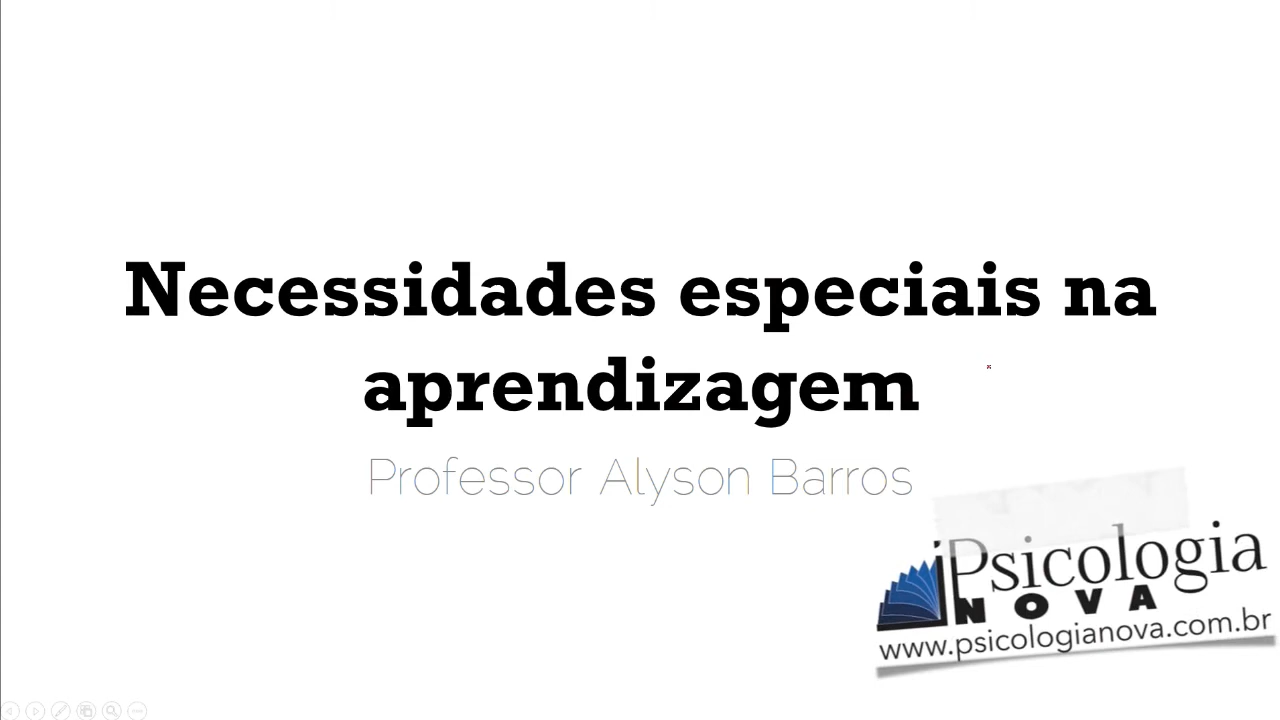 Necessidades especiais na
aprendizagem
Professor Alyson Barros
Psicologia
NOVA
www.psicologianova.com.br